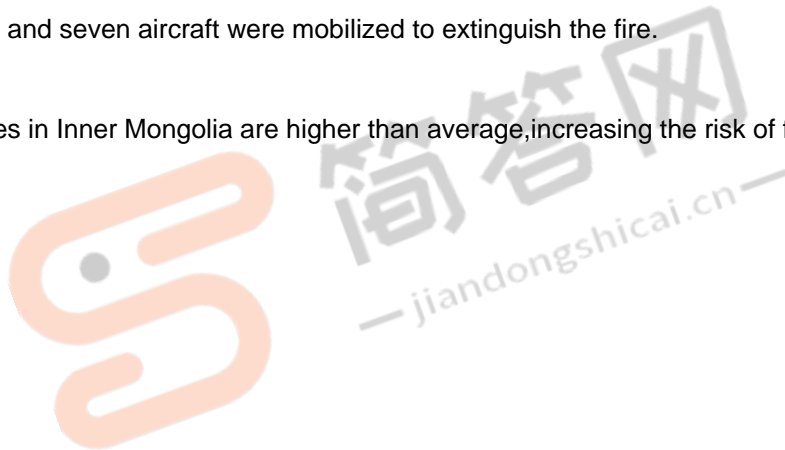 and seven aircraft were mobilized to extinguish the fire.
es in Inner Mongolia are higher than average,increasing the risk of f
简答网
jiandongshicai.cn